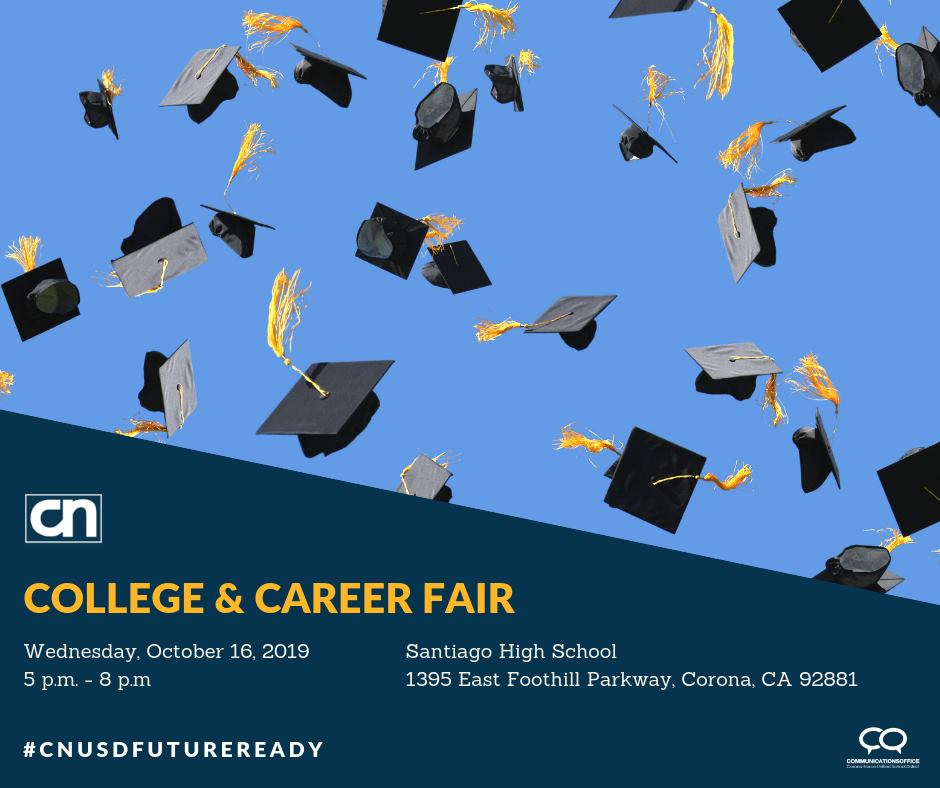 cn
COLLEGE & CAREER FAIR
Wednesday, October 16, 2019
5 p.m. - 8 p.m
Santiago High School
1395 East Foothill Parkway, Corona, CA 92881
#CNUSDFUTUREREADY
CO
COMMUNICATIONSOFFICE
Corona-Norco Unified School District